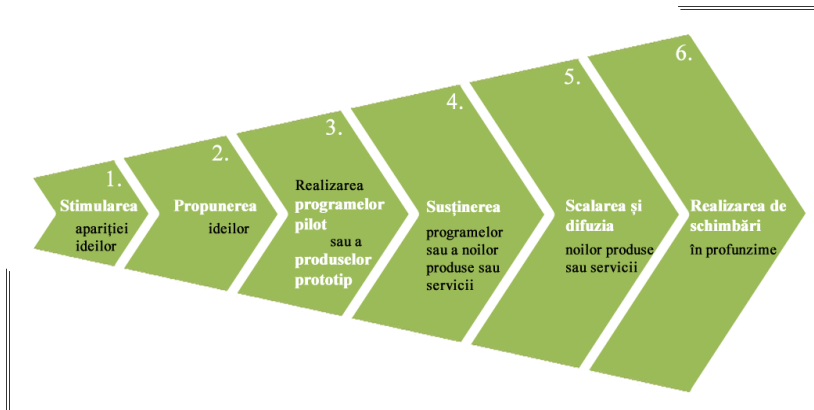 1.
Stimularea
apariției
ideilor
2.
Propunerea
ideilor
3.
Realizarea
programelor
pilot
sau a
produselor
prototip
4.
Susținerea
programelor
sau a noilor
produse sau
servicii
5.
Scalarea și
difuzia
noilor produse
sau servicii
6.
Realizarea de
schimbări
în profunzime